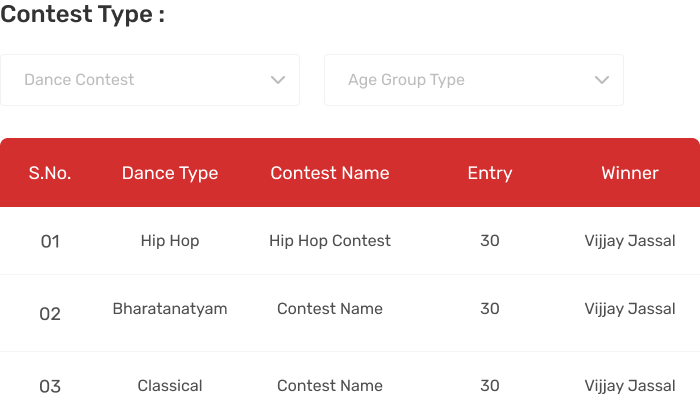 Contest Type :
Dance Contest Age Group Type
S.No. Dance Type Contest Name Entry Winner
01 Hip Hop Hip Hop Contest 30 Vijjay Jassal
02 Bharatanatyam Contest Name 30 Vijjay Jassal
03 Classical Contest Name 30 Vijjay Jassal